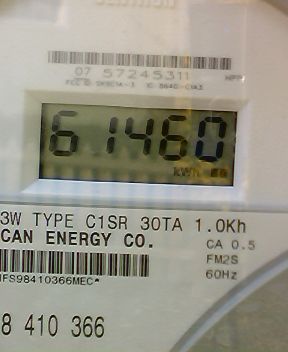 07 57245311
61460
kWh
3W TYPE C1SR 30TA 1.0Kh
CAN ENERGY CO.
CA 0.5
FM2S
60Hz
IFS98410366MEC*
8 410 366